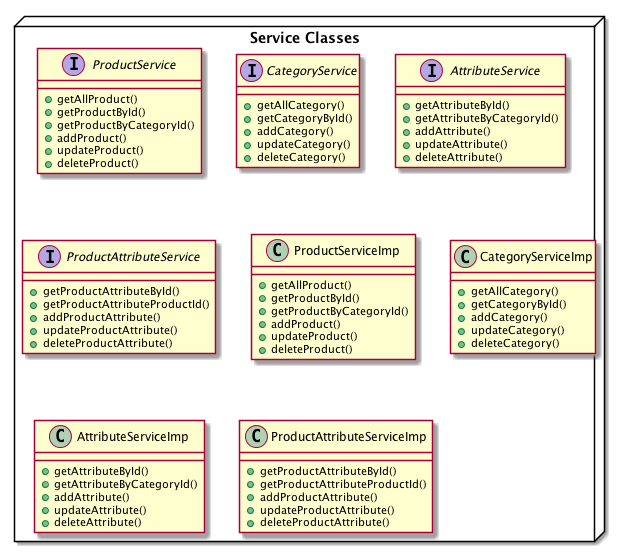 Service Classes
I ProductService
getAllProduct()
getProductById()
getProductByCategoryId()
addProduct()
updateProduct()
deleteProduct()
I CategoryService
getAllCategory()
getCategoryById()
addCategory()
updateCategory()
deleteCategory()
I AttributeService
getAttributeById()
getAttributeByCategoryId()
addAttribute()
updateAttribute()
deleteAttribute()
I ProductAttributeService
getProductAttributeById()
getProductAttributeProductId()
addProductAttribute()
updateProductAttribute()
deleteProductAttribute()
C ProductServiceImp
getAllProduct()
getProductById()
getProductByCategoryId()
addProduct()
updateProduct()
deleteProduct()
C CategoryServiceImp
getAllCategory()
getCategoryById()
addCategory()
updateCategory()
deleteCategory()
C AttributeServiceImp
getAttributeById()
getAttributeByCategoryId()
addAttribute()
updateAttribute()
deleteAttribute()
C ProductAttributeServiceImp
getProductAttributeById()
getProductAttributeProductId()
addProductAttribute()
updateProductAttribute()
deleteProductAttribute()